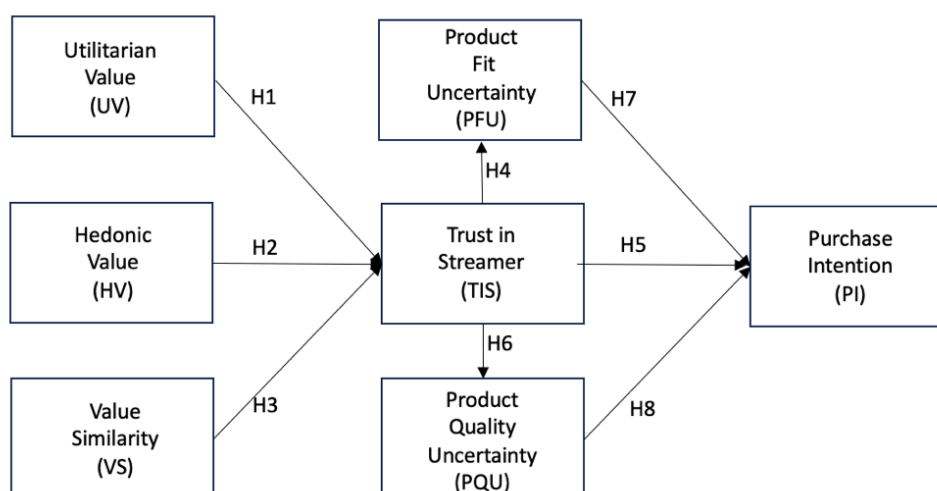 Utilitarian
Value
(UV)
H1
Product
Fit
Uncertainty
(PFU)
H7
H4
Hedonic
Value
(HV)
H2
Trust in
Streamer
(TIS)
H5
Purchase
Intention
(PI)
H6
Value
Similarity
(VS)
H3
Product
Quality
Uncertainty
(PQU)
H8